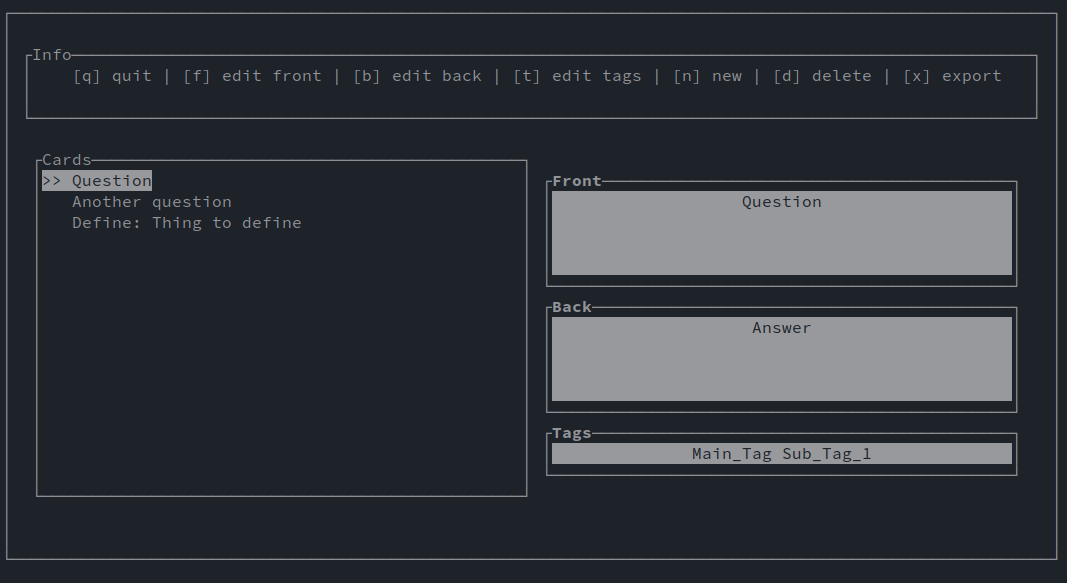 Info
[q] quit | [f] edit front | [b] edit back | [t] edit tags | [n] new | [d] delete | [x] export
Cards
>> Question
Another question
Define: Thing to define
Front
Question
Back
Answer
Tags
Main_Tag Sub_Tag_1